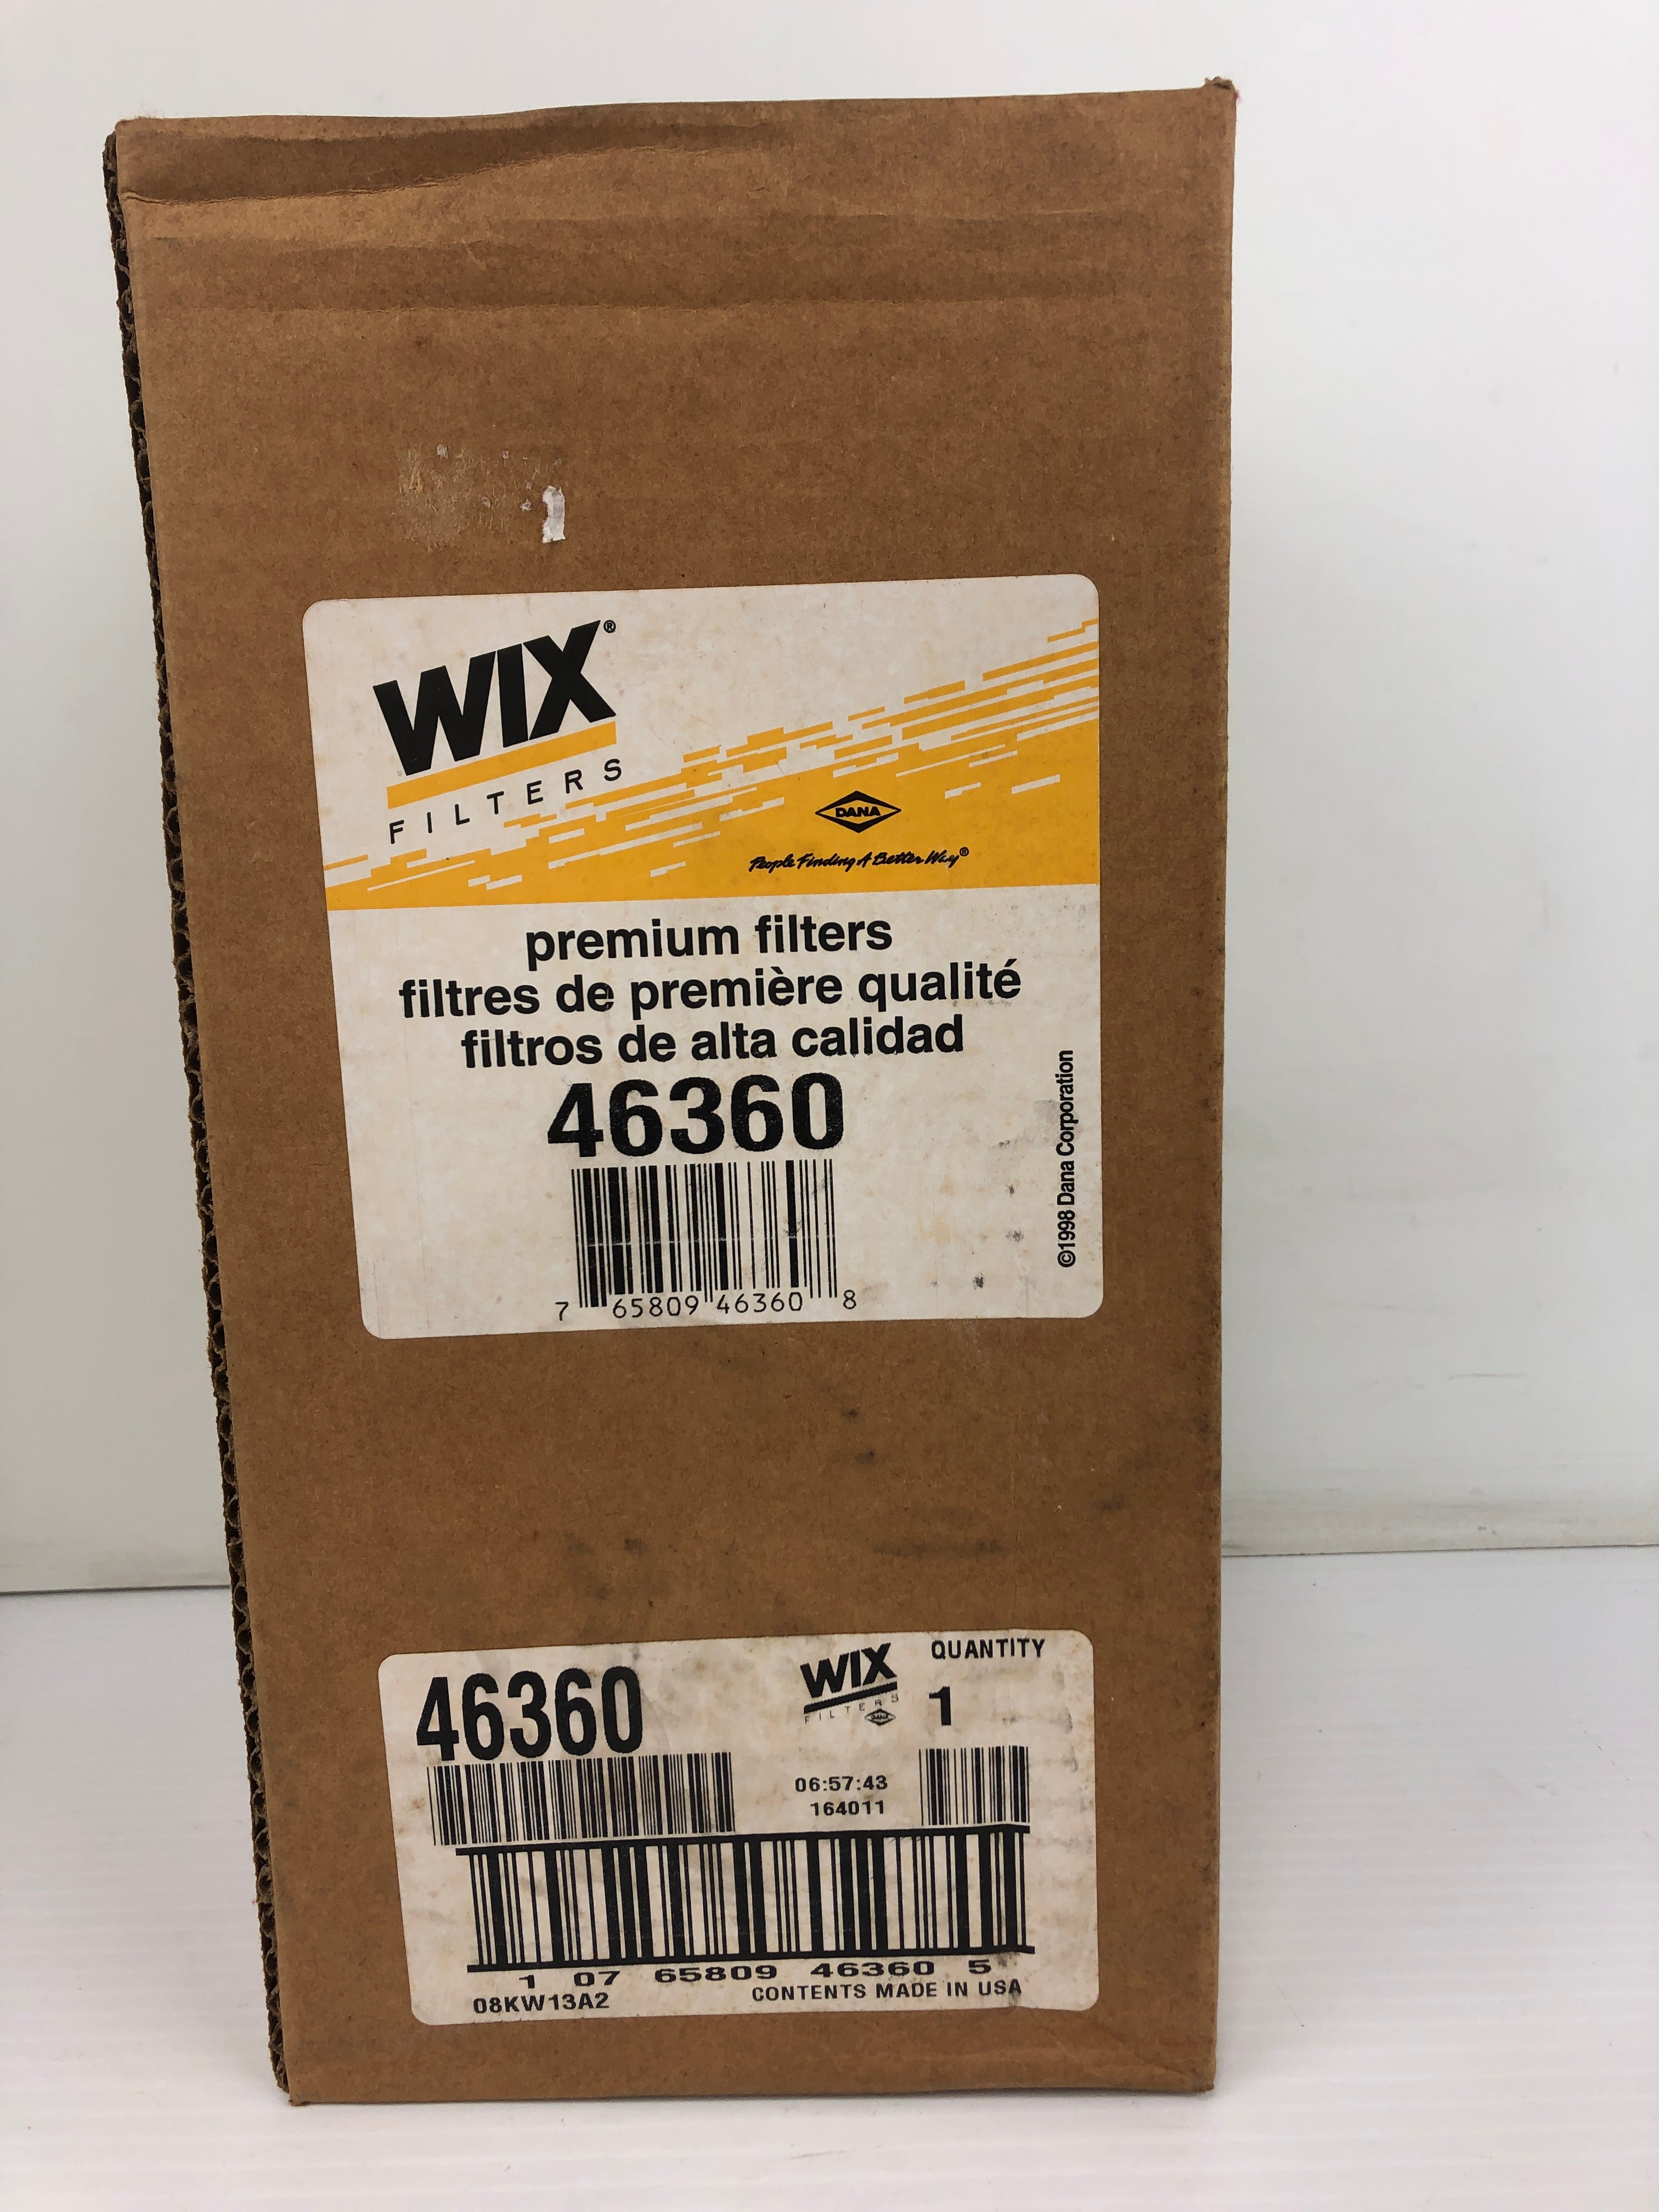 WIX®
FILTERS
DANA
People Finding A Better Way®
premium filters
filtres de première qualité
filtros de alta calidad
46360
©1998 Dana Corporation
7 65809 46360 8
46360
WIX
FILTERS
DANA
QUANTITY
1
06:57:43
164011
1 07 65809 46360 5
08KW13A2
CONTENTS MADE IN USA